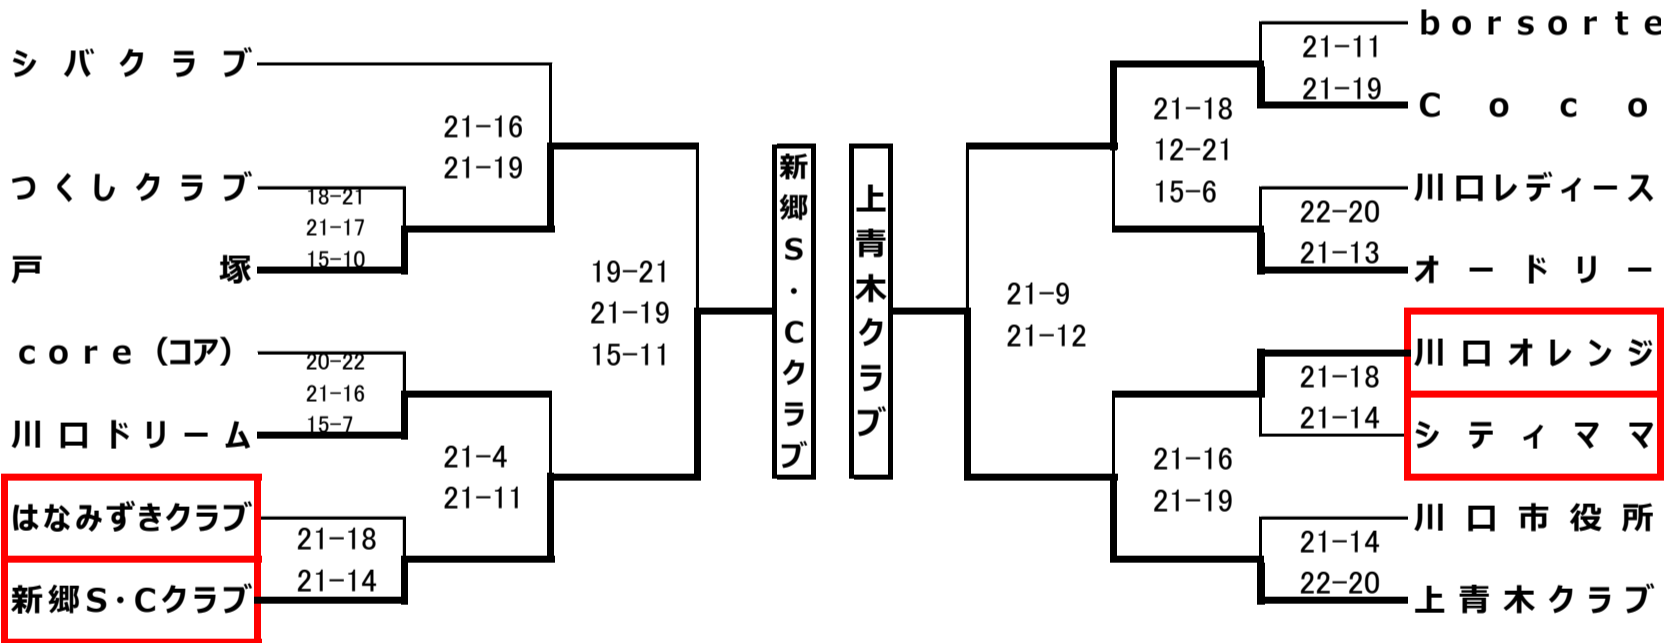 シバクラブ
21-16
21-19
つくしクラブ
18-21
21-17
15-10
戸塚
19-21
21-19
15-11
core（コア）
20-22
21-16
15-7
川口ドリーム
21-4
21-11
はなみずきクラブ
21-18
21-14
新郷S・Cクラブ
新郷S・Cクラブ
上青木クラブ
borsorte
21-11
21-19
Coco
21-18
12-21
15-6
川口レディース
22-20
21-13
オードリー
21-9
21-12
川口オレンジ
21-18
21-14
シティママ
21-16
21-19
川口市役所
21-14
22-20
上青木クラブ